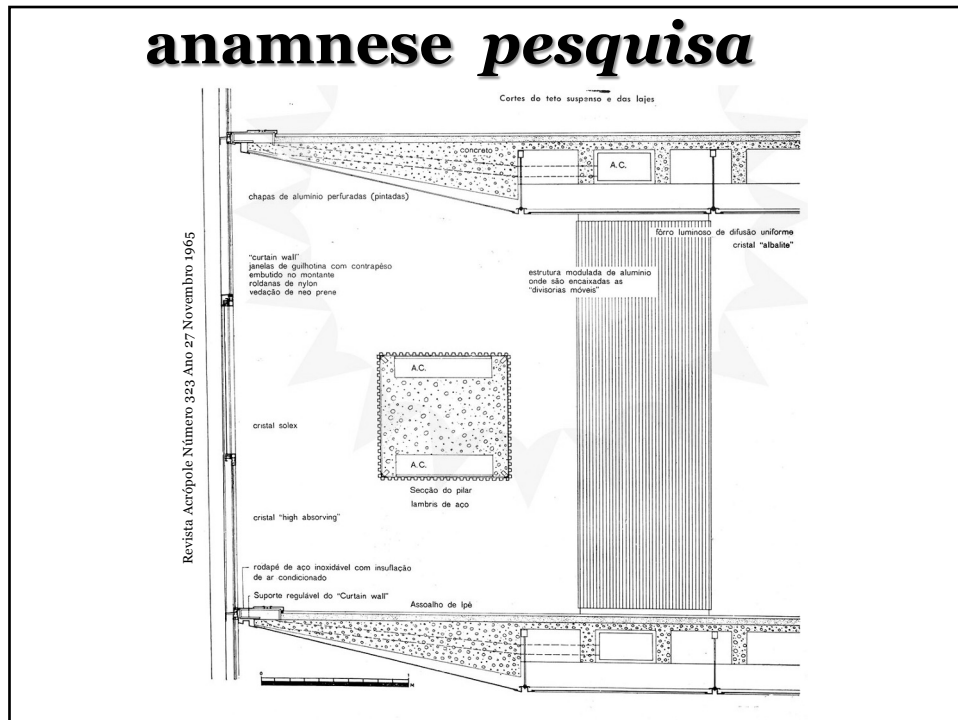 anamnese pesquisa
Cortes do teto suspenso e das lajes
concreto
A.C.
chapas de alumínio perfuradas (pintadas)
fôrro luminoso de difusão uniforme
cristal "albalite"
"curtain wall"
janelas de guilhotina com contrapêso
embutido no montante
roldanas de nylon
vedação de neo prene
estrutura modulada de alumínio
onde são encaixadas as
"divisorias móveis"
Revista Acrópole Número 323 Ano 27 Novembro 1965
A.C.
cristal solex
A.C.
Secção do pilar
lambris de aço
cristal "high absorving"
rodapé de aço inoxidável com insuflação
de ar condicionado
Suporte regulável do "Curtain wall"
Assoalho de Ipê